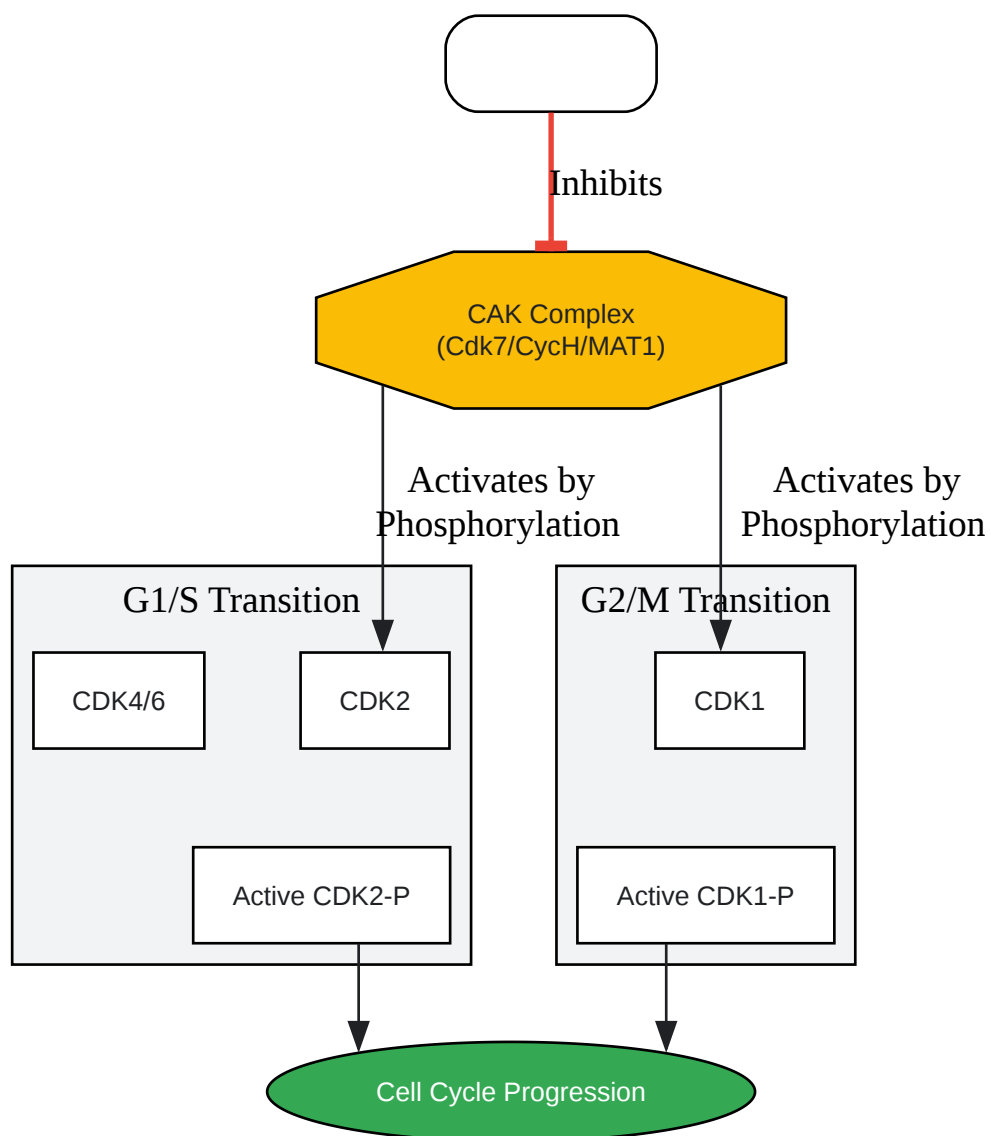 Inhibits
CAK Complex
(Cdk7/CycH/MAT1)
Activates by
Phosphorylation
Activates by
Phosphorylation
G1/S Transition
G2/M Transition
CDK4/6
CDK2
CDK1
Active CDK2-P
Active CDK1-P
Cell Cycle Progression